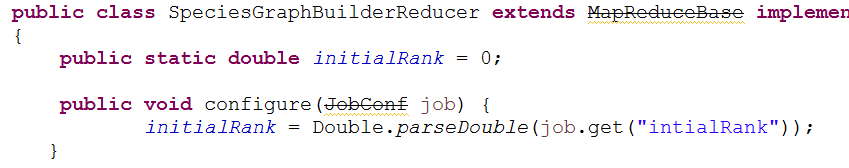 public class SpeciesGraphBuilderReducer extends MapReduceBase implemen
{
public static double initialRank = 0;
public void configure(JobConf job) {
initialRank = Double.parseDouble(job.get("intialRank"));
}